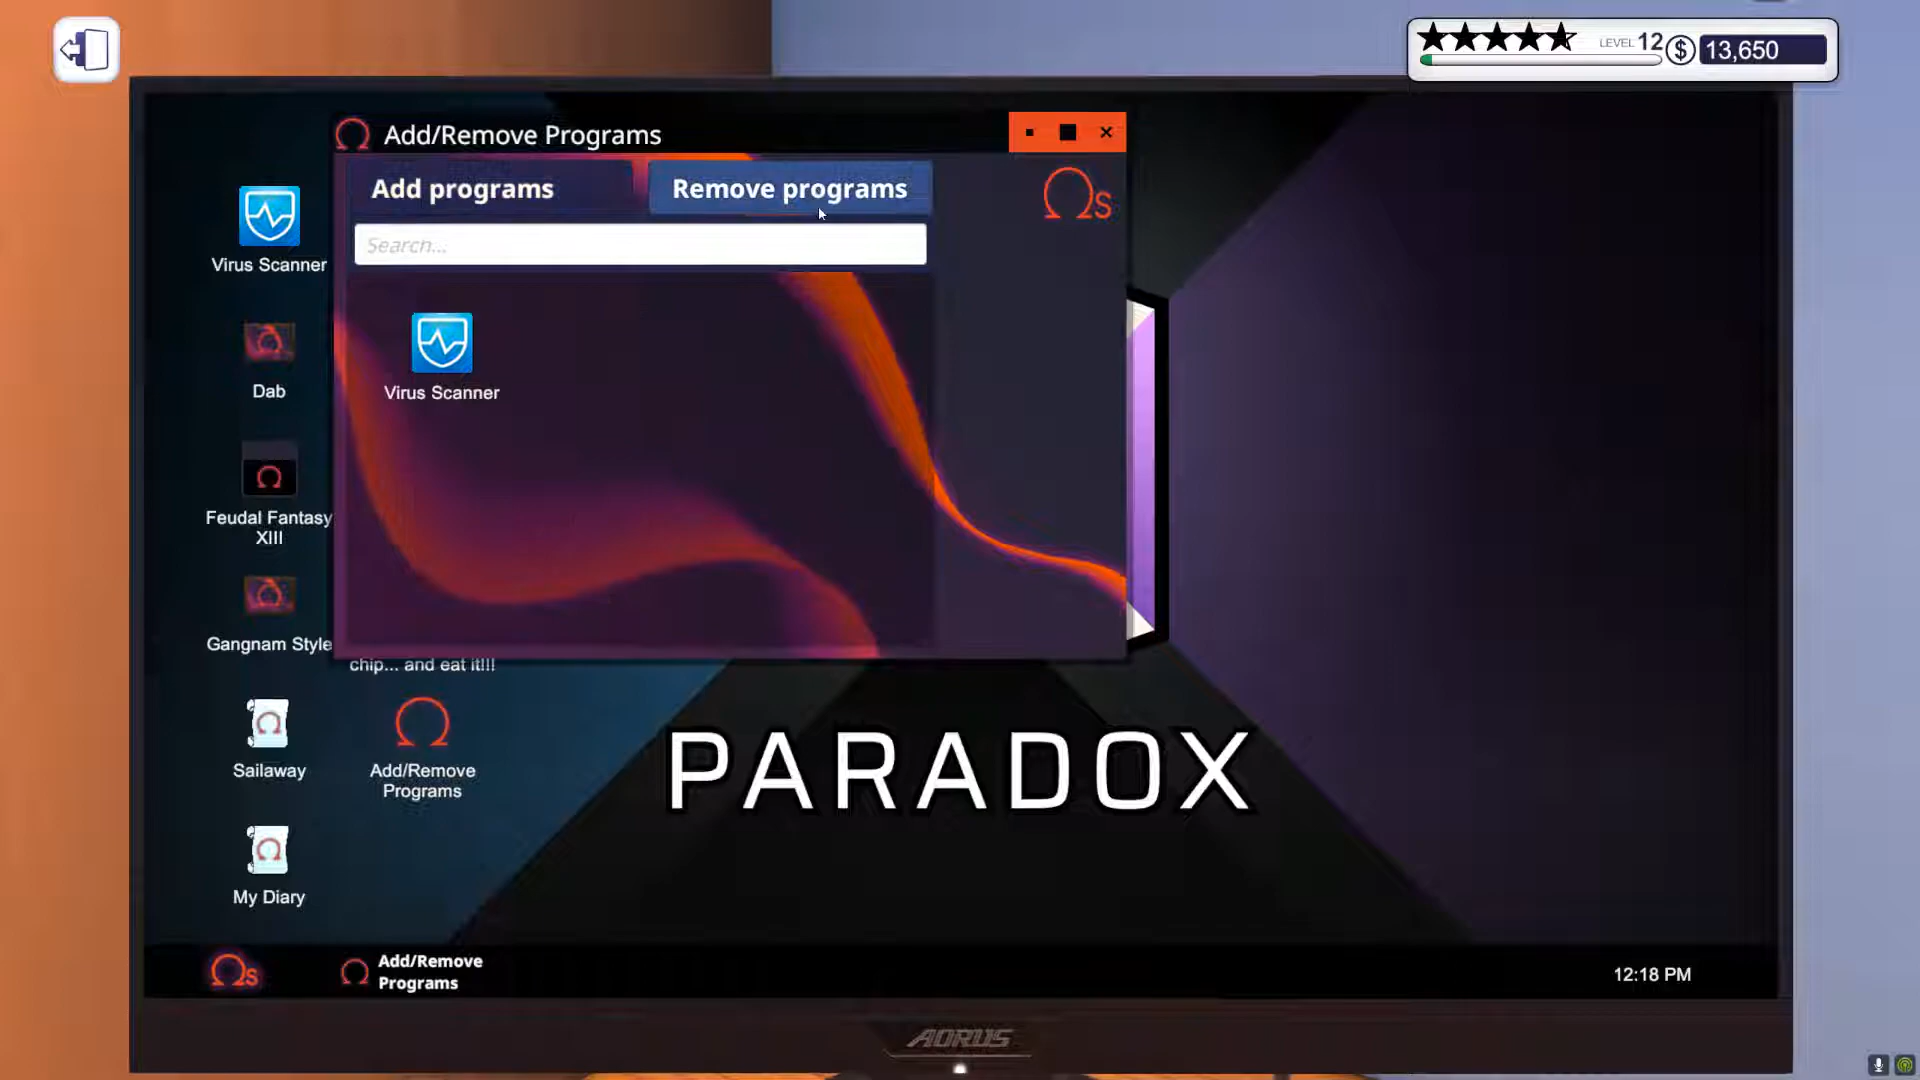 LEVEL 12
13,650
Add/Remove Programs
Add programs
Remove programs
Search...
Virus Scanner
Virus Scanner
Dab
Feudal Fantasy
XIII
Gangnam Style
chip... and eat it!!!
Sailaway
Add/Remove
Programs
My Diary
PARADOX
Ωs
Ωs
Add/Remove
Programs
12:18 PM
AORUS